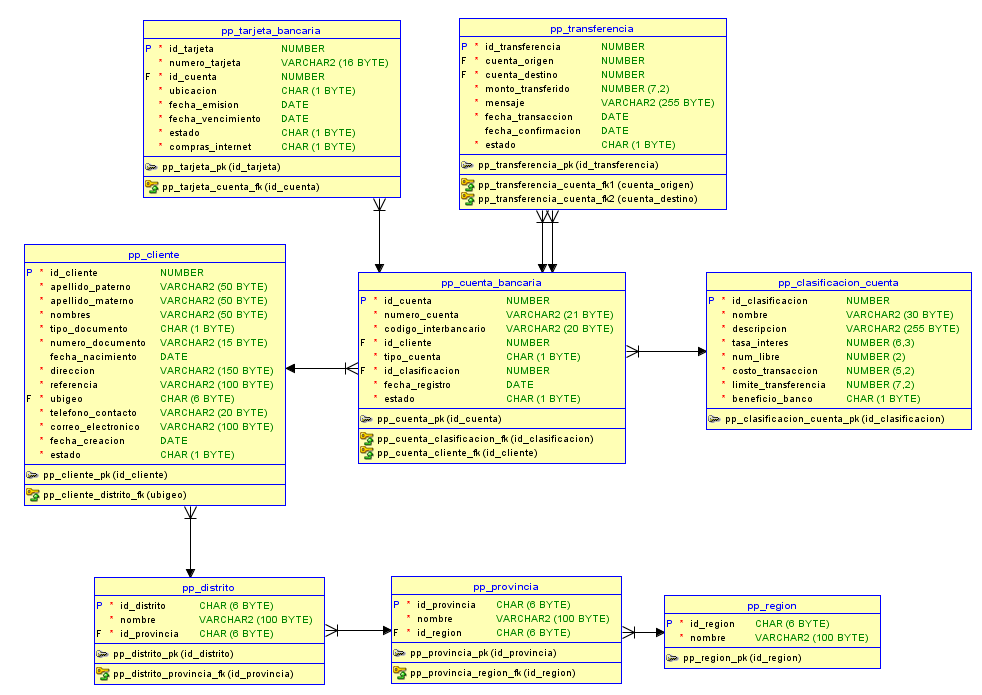 pp_tarjeta_bancaria
P * id_tarjeta NUMBER
* numero_tarjeta VARCHAR2 (16 BYTE)
F * id_cuenta NUMBER
* ubicacion CHAR (1 BYTE)
* fecha_emision DATE
* fecha_vencimiento DATE
* estado CHAR (1 BYTE)
* compras_internet CHAR (1 BYTE)
pp_tarjeta_pk (id_tarjeta)
pp_tarjeta_cuenta_fk (id_cuenta)
pp_transferencia
P * id_transferencia NUMBER
F * cuenta_origen NUMBER
F * cuenta_destino NUMBER
* monto_transferido NUMBER (7,2)
* mensaje VARCHAR2 (255 BYTE)
* fecha_transaccion DATE
fecha_confirmacion DATE
* estado CHAR (1 BYTE)
pp_transferencia_pk (id_transferencia)
pp_transferencia_cuenta_fk1 (cuenta_origen)
pp_transferencia_cuenta_fk2 (cuenta_destino)
pp_cliente
P * id_cliente NUMBER
* apellido_paterno VARCHAR2 (50 BYTE)
* apellido_materno VARCHAR2 (50 BYTE)
* nombres VARCHAR2 (50 BYTE)
* tipo_documento CHAR (1 BYTE)
* numero_documento VARCHAR2 (15 BYTE)
fecha_nacimiento DATE
* direccion VARCHAR2 (150 BYTE)
* referencia VARCHAR2 (100 BYTE)
F * ubigeo CHAR (6 BYTE)
* telefono_contacto VARCHAR2 (20 BYTE)
* correo_electronico VARCHAR2 (100 BYTE)
* fecha_creacion DATE
* estado CHAR (1 BYTE)
pp_cliente_pk (id_cliente)
pp_cliente_distrito_fk (ubigeo)
pp_cuenta_bancaria
P * id_cuenta NUMBER
* numero_cuenta VARCHAR2 (21 BYTE)
* codigo_interbancario VARCHAR2 (20 BYTE)
F * id_cliente NUMBER
* tipo_cuenta CHAR (1 BYTE)
F * id_clasificacion NUMBER
* fecha_registro DATE
* estado CHAR (1 BYTE)
pp_cuenta_pk (id_cuenta)
pp_cuenta_clasificacion_fk (id_clasificacion)
pp_cuenta_cliente_fk (id_cliente)
pp_clasificacion_cuenta
P * id_clasificacion NUMBER
* nombre VARCHAR2 (30 BYTE)
* descripcion VARCHAR2 (255 BYTE)
* tasa_interes NUMBER (6,3)
* num_libre NUMBER (2)
* costo_transaccion NUMBER (5,2)
* limite_transferencia NUMBER (7,2)
* beneficio_banco CHAR (1 BYTE)
pp_clasificacion_cuenta_pk (id_clasificacion)
pp_distrito
P * id_distrito CHAR (6 BYTE)
* nombre VARCHAR2 (100 BYTE)
F * id_provincia CHAR (6 BYTE)
pp_distrito_pk (id_distrito)
pp_distrito_provincia_fk (id_provincia)
pp_provincia
P * id_provincia CHAR (6 BYTE)
* nombre VARCHAR2 (100 BYTE)
F * id_region CHAR (6 BYTE)
pp_provincia_pk (id_provincia)
pp_provincia_region_fk (id_region)
pp_region
P * id_region CHAR (6 BYTE)
* nombre VARCHAR2 (100 BYTE)
pp_region_pk (id_region)